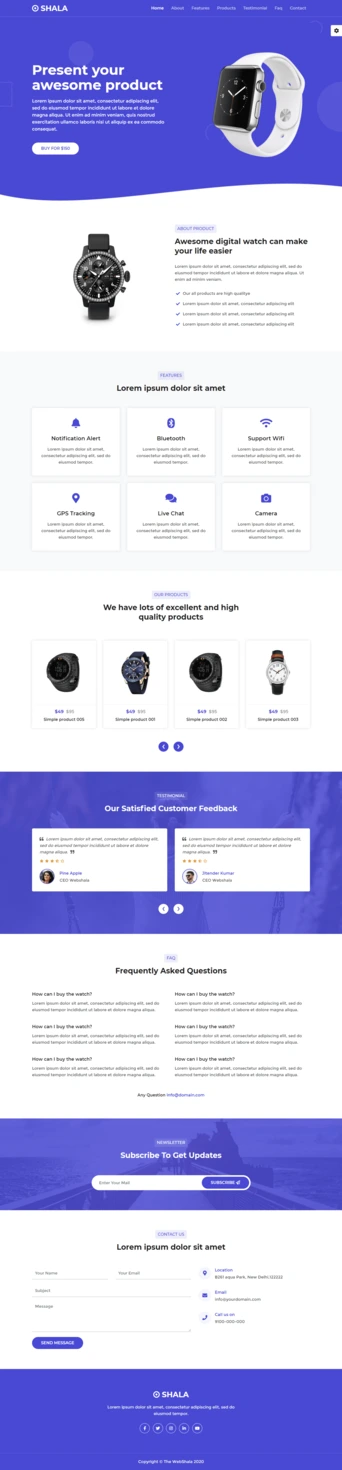 SHALA
Home About Features Products Testimonial Faq Contact
Present your
awesome product
Lorem ipsum dolor sit amet, consectetur adipiscing elit,
sed do eiusmod tempor incididunt ut labore et dolore magna
aliqua. Ut enim ad minim veniam, quis nostrud
exercitation ullamco laboris nisi ut aliquip ex ea commodo
consequat.
BUY FOR $150
ABOUT PRODUCT
Awesome digital watch can make
your life easier
Lorem ipsum dolor sit amet, consectetur adipiscing elit, sed do
eiusmod tempor incididunt ut labore et dolore magna aliqua. Ut
enim ad minim veniam.
Our all products are high qualitye
Lorem ipsum dolor sit amet, consectetur adipiscing elit
Lorem ipsum dolor sit amet, consectetur adipiscing elit
Lorem ipsum dolor sit amet, consectetur adipiscing elit
FEATURES
Lorem ipsum dolor sit amet
Notification Alert
Lorem ipsum dolor sit amet,
consectetur adipiscing elit, sed do
eiusmod tempor.
Bluetooth
Lorem ipsum dolor sit amet,
consectetur adipiscing elit, sed do
eiusmod tempor.
Support Wifi
Lorem ipsum dolor sit amet,
consectetur adipiscing elit, sed do
eiusmod tempor.
GPS Tracking
Lorem ipsum dolor sit amet,
consectetur adipiscing elit, sed do
eiusmod tempor.
Live Chat
Lorem ipsum dolor sit amet,
consectetur adipiscing elit, sed do
eiusmod tempor.
Camera
Lorem ipsum dolor sit amet,
consectetur adipiscing elit, sed do
eiusmod tempor.
OUR PRODUCTS
We have lots of excellent and high
quality products
$49 $95
Simple product 005
$49 $95
Simple product 001
$49 $95
Simple product 002
$49 $95
Simple product 003
TESTIMONIAL
Our Satisfied Customer Feedback
Lorem ipsum dolor sit amet, consectetur adipiscing elit,
sed do eiusmod tempor incididunt ut labore et dolore
magna aliqua.
Pine Apple
CEO Webshala
Lorem ipsum dolor sit amet, consectetur adipiscing elit,
sed do eiusmod tempor incididunt ut labore et dolore
magna aliqua.
Jitender Kumar
CEO Webshala
FAQ
Frequently Asked Questions
How can I buy the watch?
Lorem ipsum dolor sit amet, consectetur adipiscing elit, sed do
eiusmod tempor incididunt ut labore et dolore magna aliqua.
How can I buy the watch?
Lorem ipsum dolor sit amet, consectetur adipiscing elit, sed do
eiusmod tempor incididunt ut labore et dolore magna aliqua.
How can I buy the watch?
Lorem ipsum dolor sit amet, consectetur adipiscing elit, sed do
eiusmod tempor incididunt ut labore et dolore magna aliqua.
How can I buy the watch?
Lorem ipsum dolor sit amet, consectetur adipiscing elit, sed do
eiusmod tempor incididunt ut labore et dolore magna aliqua.
How can I buy the watch?
Lorem ipsum dolor sit amet, consectetur adipiscing elit, sed do
eiusmod tempor incididunt ut labore et dolore magna aliqua.
How can I buy the watch?
Lorem ipsum dolor sit amet, consectetur adipiscing elit, sed do
eiusmod tempor incididunt ut labore et dolore magna aliqua.
Any Question info@domain.com
NEWSLETTER
Subscribe To Get Updates
Enter Your Mail
SUBSCRIBE
CONTACT US
Lorem ipsum dolor sit amet
Your Name
Your Email
Subject
Message
SEND MESSAGE
Location
8251 aqua Park, New Delhi,122222
Email
info@yourdomain.com
Call us on
9100-000-000
SHALA
Lorem ipsum dolor sit amet, consectetur adipiscing elit, sed do
eiusmod tempor.
Copyright © The WebShala 2020